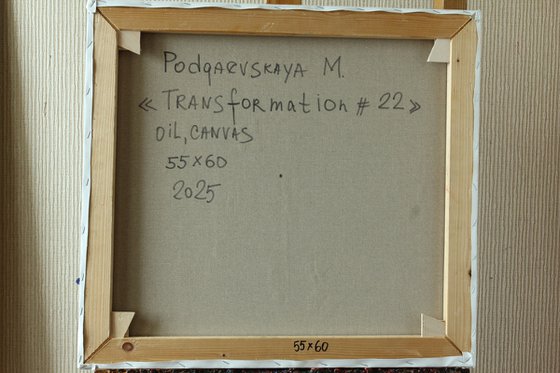 Podgaevskaya M.
« TRANSformation # 22 »
OiL, CANVAS
55×60
2025
55×60